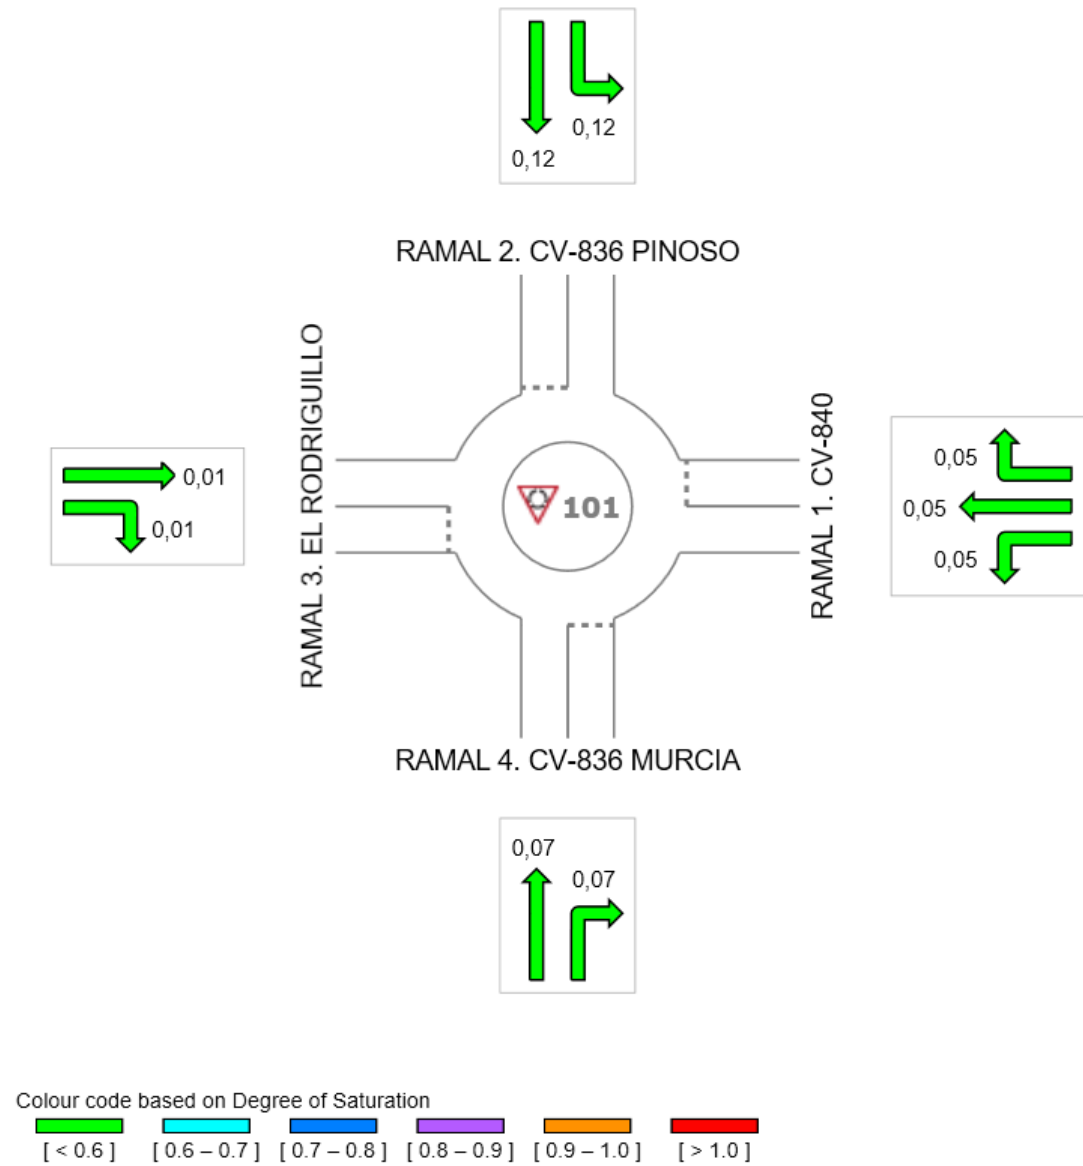 0,12
0,12
RAMAL 2. CV-836 PINOSO
RAMAL 3. EL RODRIGUILLO
0,01
0,01
101
RAMAL 1. CV-840
0,05
0,05
0,05
RAMAL 4. CV-836 MURCIA
0,07
0,07
Colour code based on Degree of Saturation
[ < 0.6 ] [ 0.6 – 0.7 ] [ 0.7 – 0.8 ] [ 0.8 – 0.9 ] [ 0.9 – 1.0 ] [ > 1.0 ]